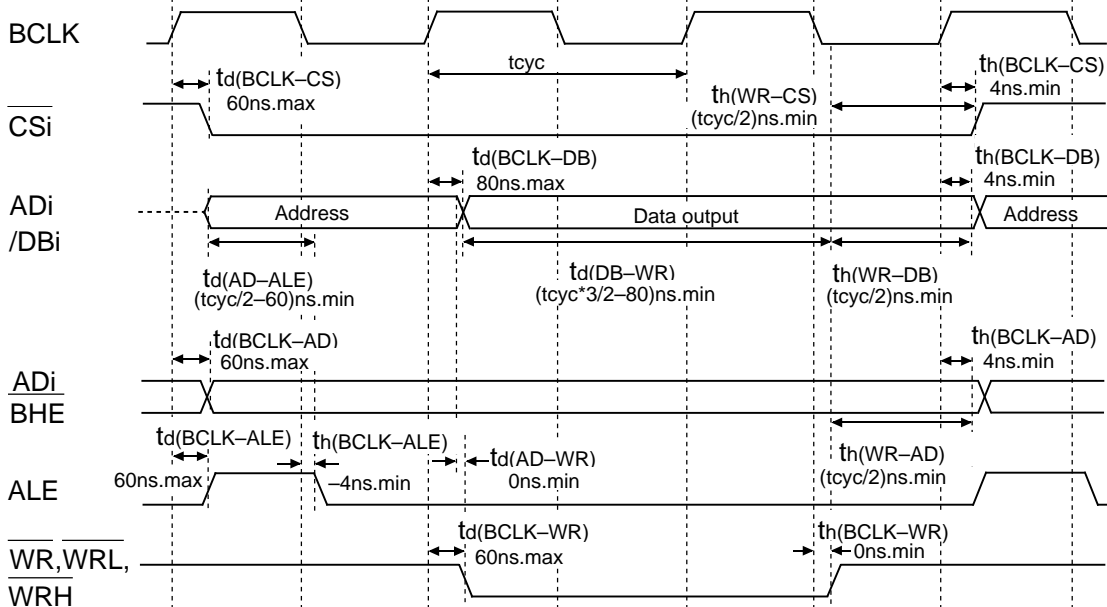 BCLK
tcyc
td(BCLK–CS)
60ns.max
th(WR–CS)
(tcyc/2)ns.min
th(BCLK–CS)
4ns.min
CSi
td(BCLK–DB)
80ns.max
th(BCLK–DB)
4ns.min
ADi
/DBi
Address
Data output
Address
td(AD–ALE)
(tcyc/2–60)ns.min
td(DB–WR)
(tcyc*3/2–80)ns.min
th(WR–DB)
(tcyc/2)ns.min
td(BCLK–AD)
60ns.max
th(BCLK–AD)
4ns.min
ADi
BHE
td(BCLK–ALE)
60ns.max
th(BCLK–ALE)
–4ns.min
td(AD–WR)
0ns.min
th(WR–AD)
(tcyc/2)ns.min
ALE
td(BCLK–WR)
60ns.max
th(BCLK–WR)
0ns.min
WR,WRL,
WRH